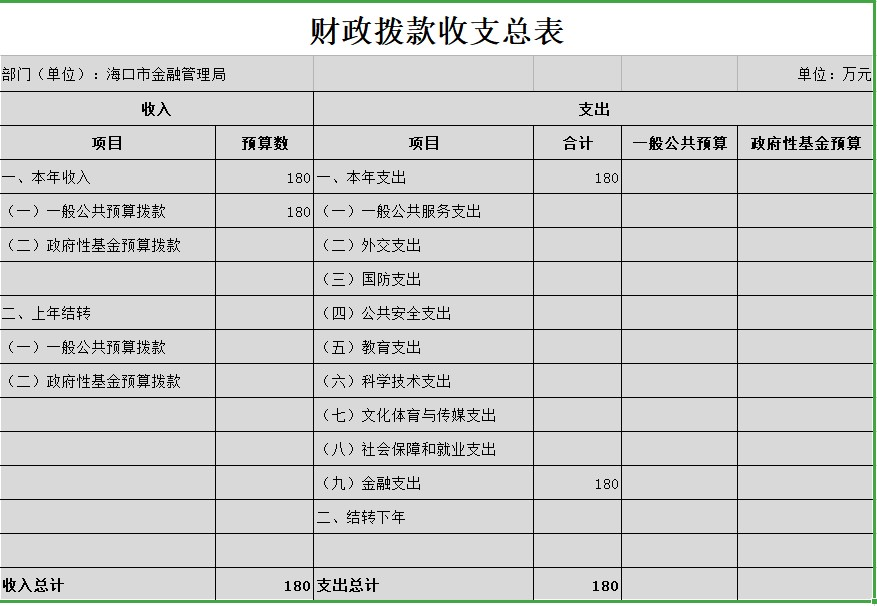 财政拨款收支总表
部门（单位）：海口市金融管理局 单位：万元
收入 支出
项目 预算数 项目 合计 一般公共预算 政府性基金预算
一、本年收入 180 一、本年支出 180
（一）一般公共预算拨款 180 （一）一般公共服务支出
（二）政府性基金预算拨款 （二）外交支出
（三）国防支出
二、上年结转 （四）公共安全支出
（一）一般公共预算拨款 （五）教育支出
（二）政府性基金预算拨款 （六）科学技术支出
（七）文化体育与传媒支出
（八）社会保障和就业支出
（九）金融支出 180
二、结转下年
收入总计 180 支出总计 180